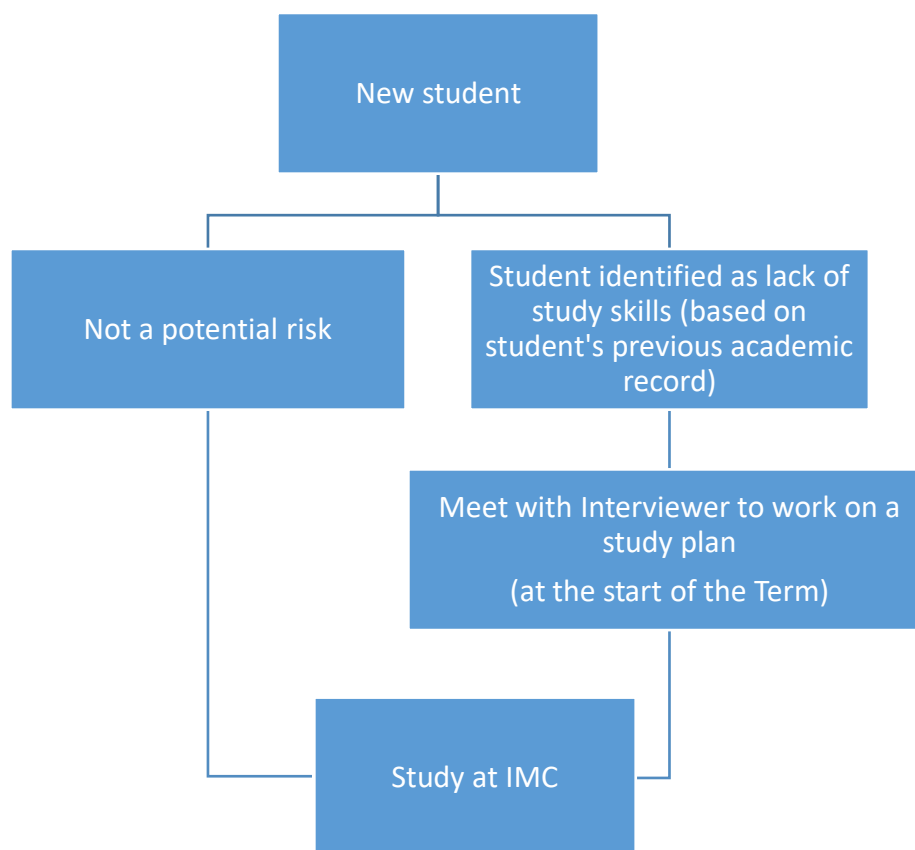 New student
Not a potential risk
Student identified as lack of
study skills (based on
student's previous academic
record)
Meet with Interviewer to work on a
study plan
(at the start of the Term)
Study at IMC